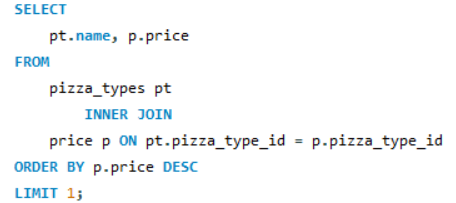 SELECT
    pt.name, p.price
FROM
    pizza_types pt
        INNER JOIN
    price p ON pt.pizza_type_id = p.pizza_type_id
ORDER BY p.price DESC
LIMIT 1;